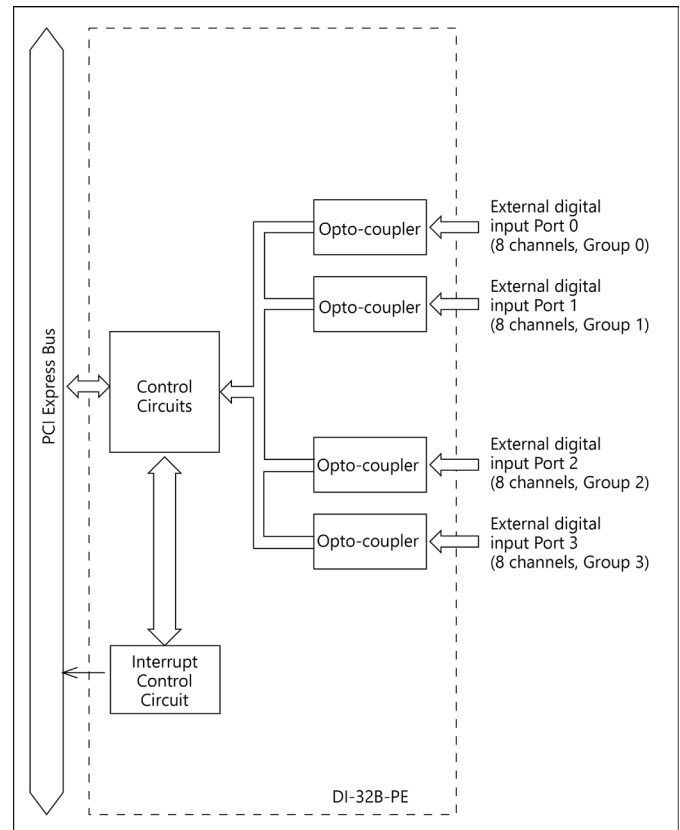 PCI Express Bus
Opto-coupler
External digital
input Port 0
(8 channels, Group 0)
Opto-coupler
External digital
input Port 1
(8 channels, Group 1)
Control
Circuits
Opto-coupler
External digital
input Port 2
(8 channels, Group 2)
Opto-coupler
External digital
input Port 3
(8 channels, Group 3)
Interrupt
Control
Circuit
DI-32B-PE